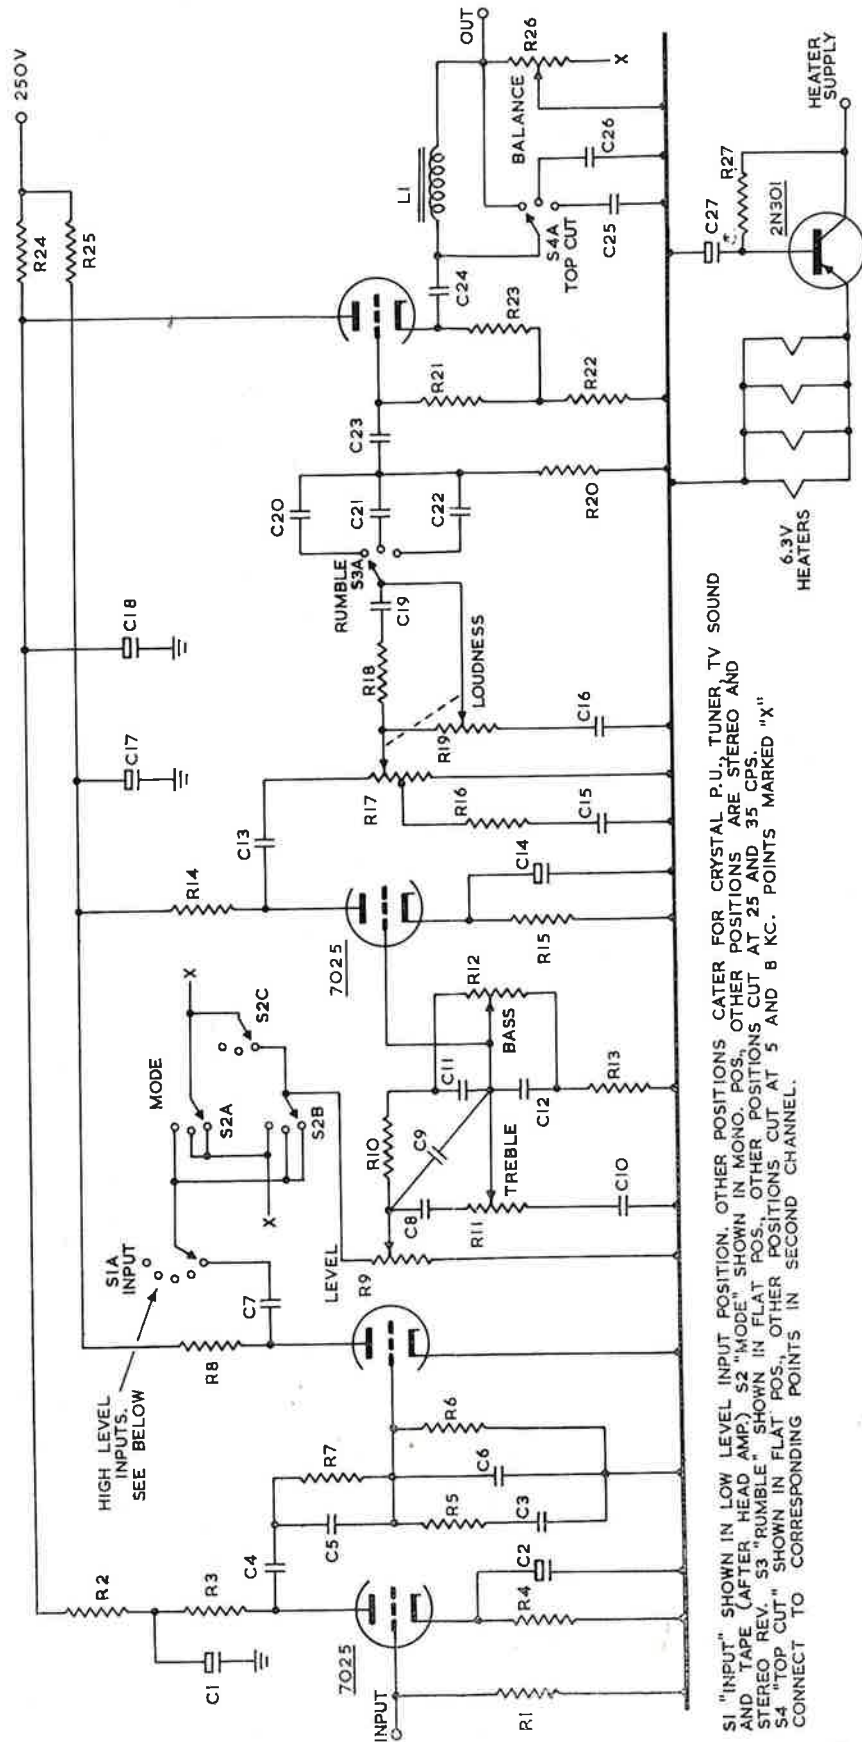 250V
R24
R25
OUT
R26
X
BALANCE
C26
L1
S4A
TOP CUT
C25
C24
R23
R21
R22
C23
C20
C21
C22
R20
RUMBLE
S3A
C19
R18
LOUDNESS
R19
C16
R17
R16
C15
C18
C17
C13
R14
7025
C14
R15
X
S2C
MODE
S2A
S2B
X
R12
BASS
C11
C12
R13
R10
C9
TREBLE
C8
R11
C10
LEVEL
R9
S1A
INPUT
C7
HIGH LEVEL
INPUTS.
SEE BELOW
R8
R7
R6
C6
C5
R5
C3
C4
R2
R3
C1
7025
C2
R4
INPUT
R1
HEATER
SUPPLY
R27
2N301
C27
6.3V
HEATERS
S1 "INPUT" SHOWN IN LOW LEVEL INPUT POSITION. OTHER POSITIONS CATER FOR CRYSTAL P.U., TUNER, TV SOUND
AND TAPE (AFTER HEAD AMP.) S2 "MODE" SHOWN IN MONO. POS., OTHER POSITIONS ARE STEREO AND
STEREO REV. S3 "RUMBLE" SHOWN IN FLAT POS., OTHER POSITIONS CUT AT 25 AND 35 CPS.
S4 "TOP CUT" SHOWN IN FLAT POS., OTHER POSITIONS CUT AT 5 AND 8 KC. POINTS MARKED "X"
CONNECT TO CORRESPONDING POINTS IN SECOND CHANNEL.